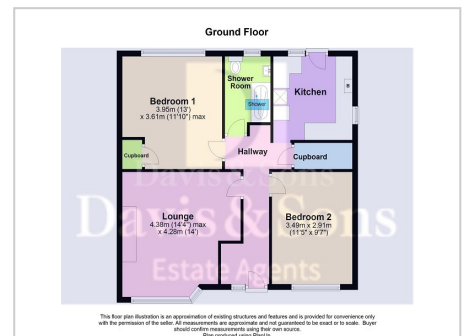 Ground Floor
Bedroom 1
3.95m (13')
x 3.61m (11'10") max
Shower
Room
Shower
Kitchen
Cupboard
Hallway
Cupboard
Davis & Sons
Lounge
4.38m (14'4") max
x 4.28m (14')
Bedroom 2
3.49m x 2.91m
(11'5" x 9'7")
Davis & Sons
Estate Agents
This floor plan illustration is an approximation of existing structures and features and is provided for convenience only
with the permission of the seller. All measurements are approximate and not guaranteed to be exact or to scale. Buyer
should confirm measurements using their own source.
Plan produced using PlanUp.